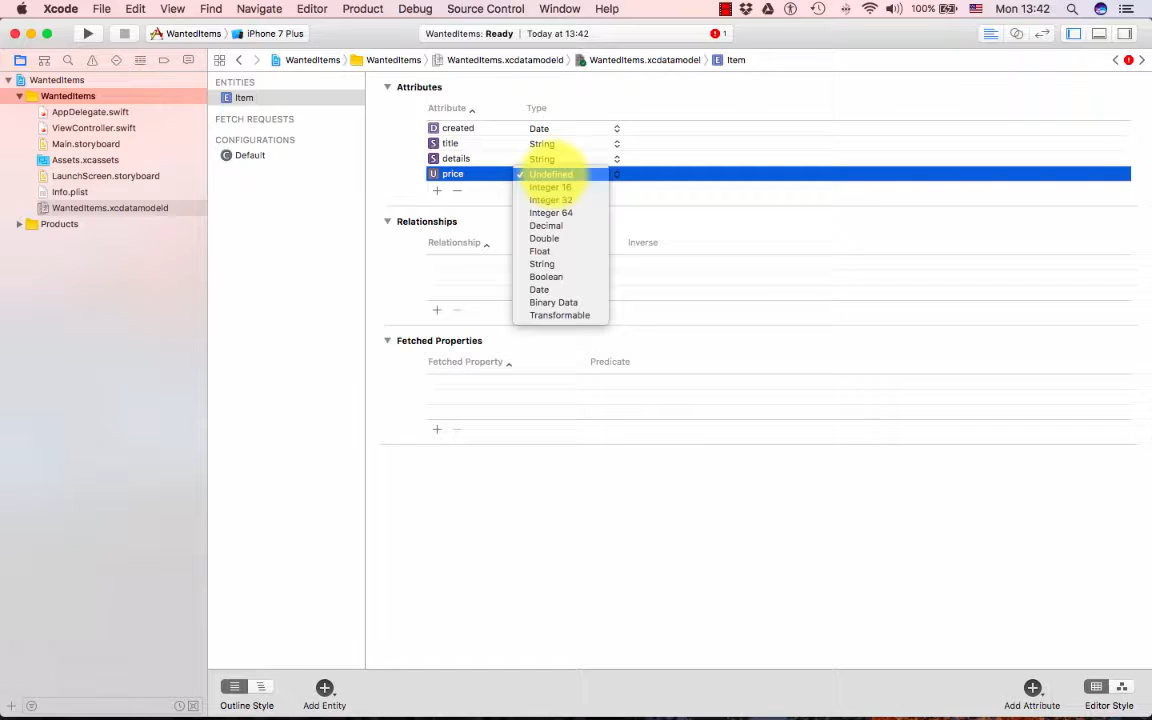 Xcode File Edit View Find Navigate Editor Product Debug Source Control Window Help 100% Mon 13:42
WantedItems iPhone 7 Plus WantedItems: Ready Today at 13:42 1
WantedItems WantedItems WantedItems.xcdatamodeld WantedItems.xcdatamodel E Item
WantedItems
WantedItems
AppDelegate.swift
ViewController.swift
Main.storyboard
Assets.xcassets
LaunchScreen.storyboard
Info.plist
WantedItems.xcdatamodeld
Products
ENTITIES
E Item
FETCH REQUESTS
CONFIGURATIONS
C Default
Attributes
Attribute Type
D created Date
S title String
S details String
U price Undefined
Integer 16
Integer 32
Integer 64
Decimal
Double
Float
String
Boolean
Date
Binary Data
Transformable
Relationships
Relationship Inverse
Fetched Properties
Fetched Property Predicate
Outline Style Add Entity Add Attribute Editor Style